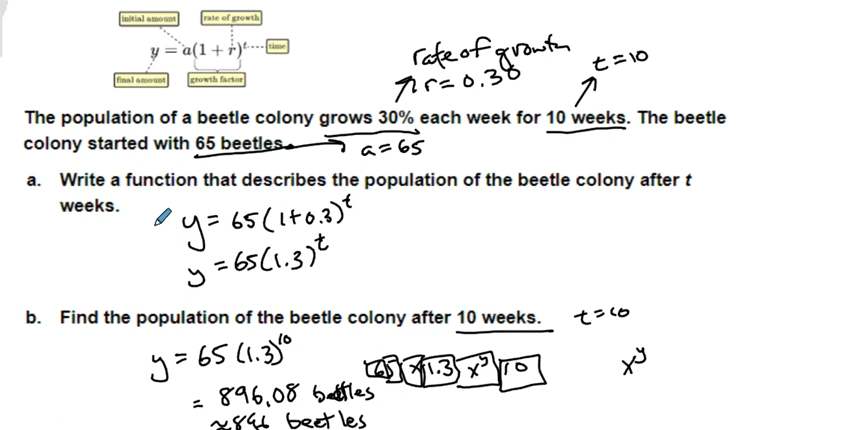 initial amount
rate of growth
y = a(1 + r)^t
time
final amount
growth factor
rate of growth
r = 0.30
t = 10
The population of a beetle colony grows 30% each week for 10 weeks. The beetle
colony started with 65 beetles.
a = 65
a. Write a function that describes the population of the beetle colony after t
weeks.
y = 65(1+0.3)^t
y = 65(1.3)^t
b. Find the population of the beetle colony after 10 weeks.
t = 10
y = 65(1.3)^10
65 × 1.3 x^y 10
x^y
= 896.08 beetles
≈896 beetles